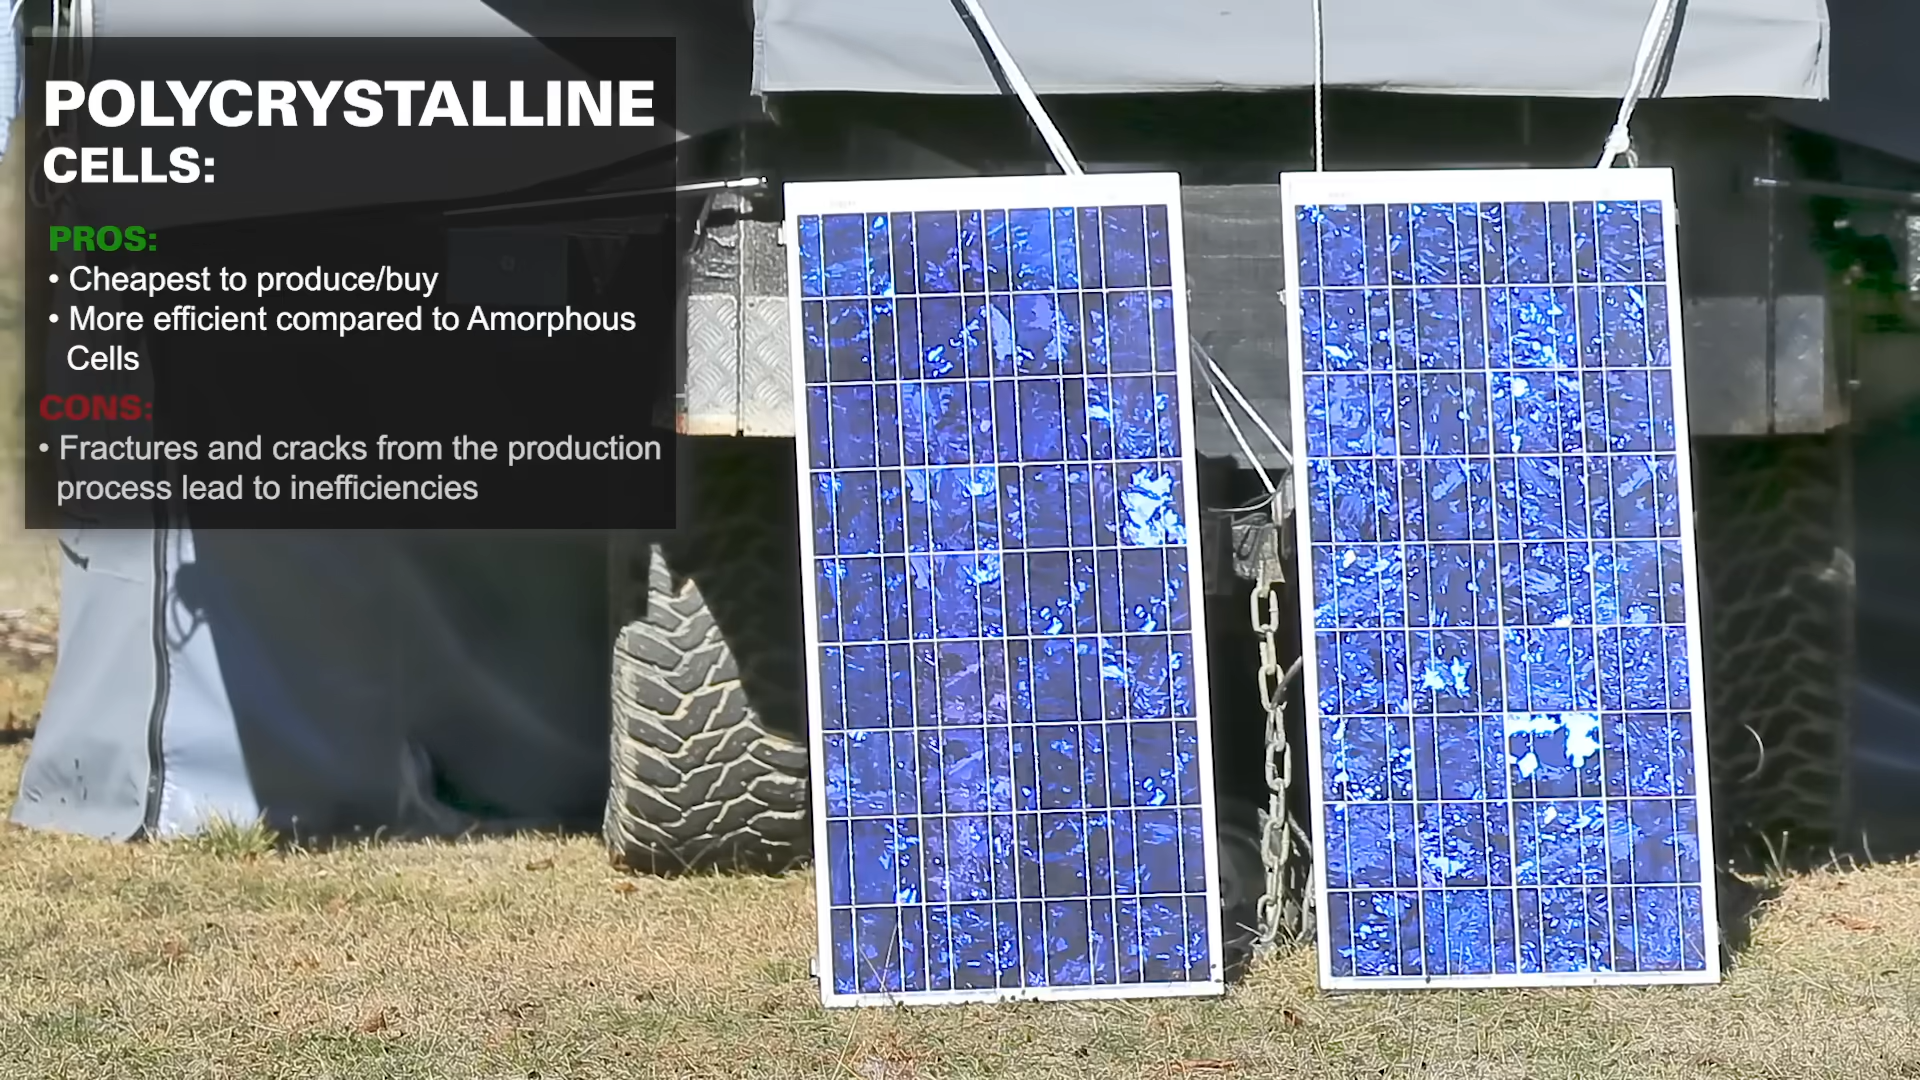 POLYCRYSTALLINE
CELLS:
PROS:
• Cheapest to produce/buy
• More efficient compared to Amorphous
Cells
CONS:
• Fractures and cracks from the production
process lead to inefficiencies